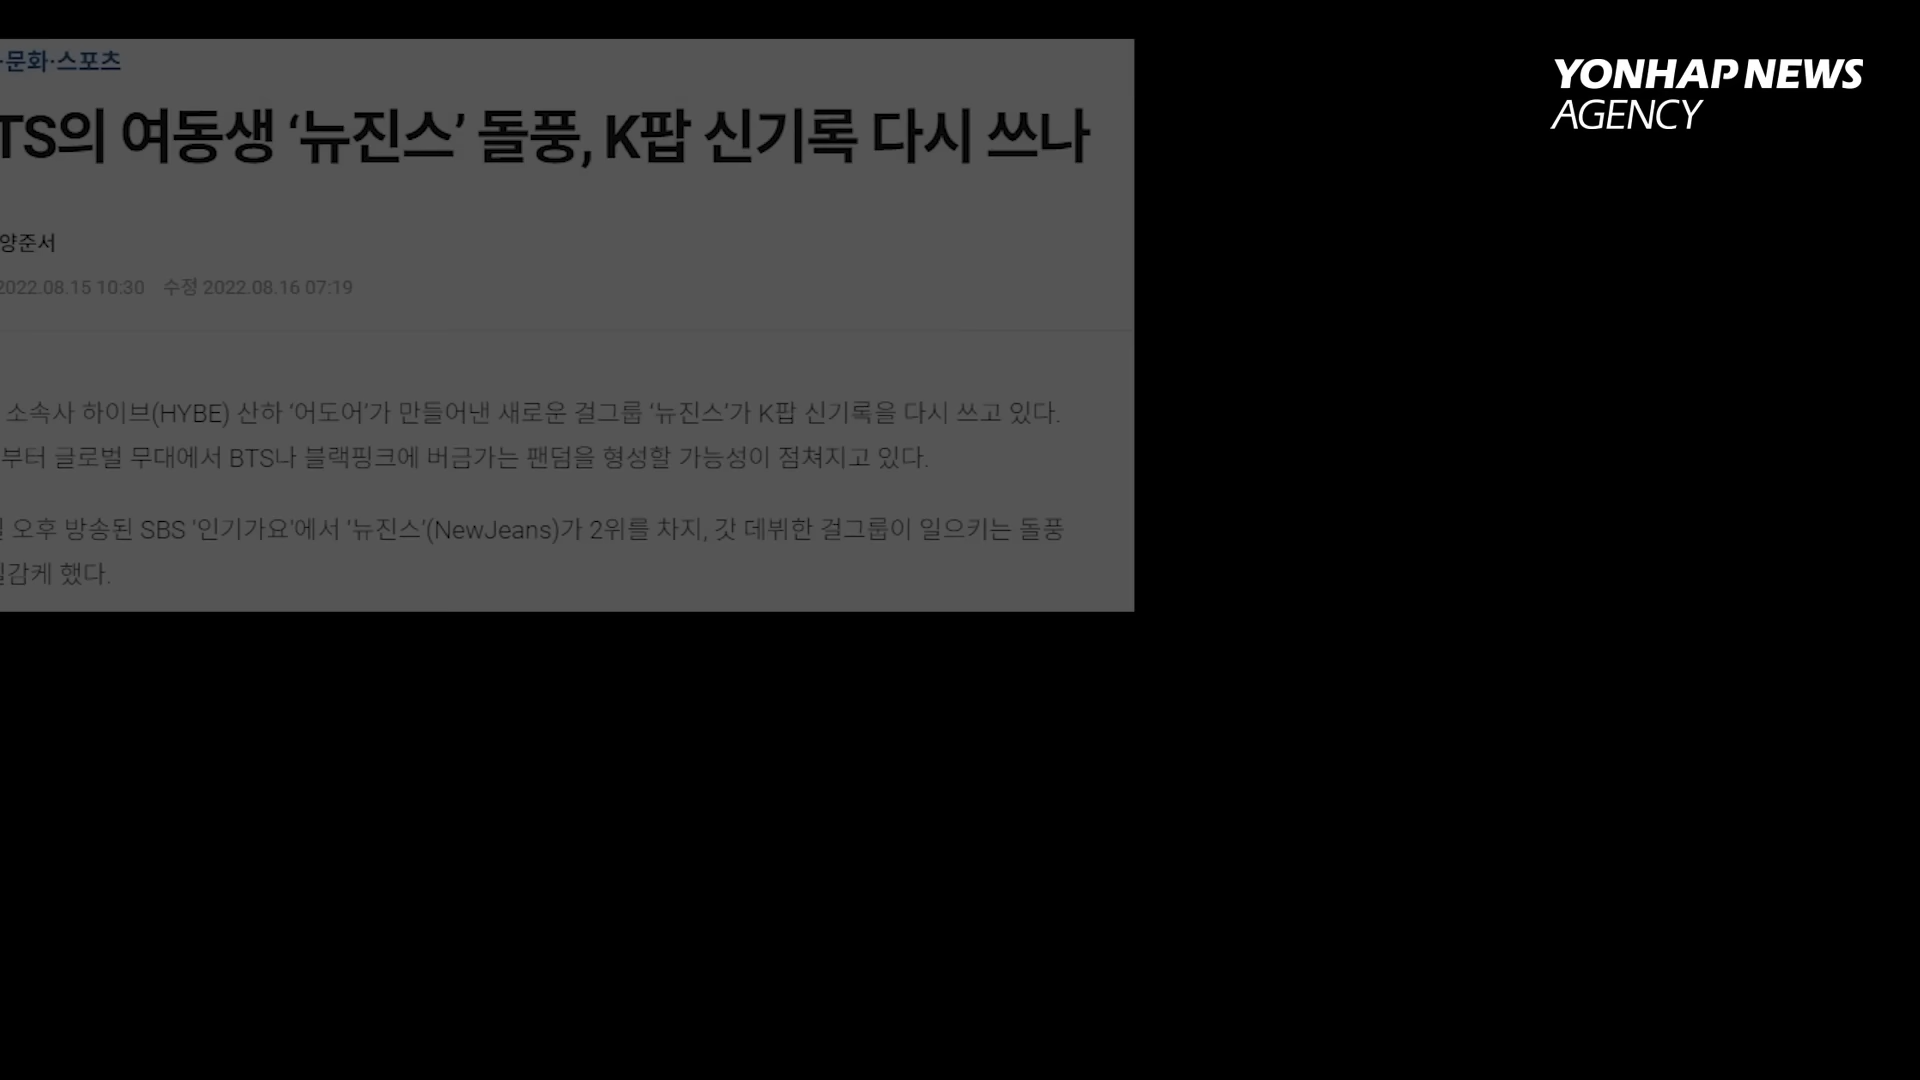 ·문화·스포츠
YONHAP NEWS
AGENCY
TS의 여동생 ‘뉴진스’ 돌풍, K팝 신기록 다시 쓰나
양준서
2022.08.15 10:30 수정 2022.08.16 07:19
소속사 하이브(HYBE) 산하 ‘어도어’가 만들어낸 새로운 걸그룹 ‘뉴진스’가 K팝 신기록을 다시 쓰고 있다.
부터 글로벌 무대에서 BTS나 블랙핑크에 버금가는 팬덤을 형성할 가능성이 점쳐지고 있다.
오후 방송된 SBS '인기가요'에서 ‘뉴진스’(NewJeans)가 2위를 차지, 갓 데뷔한 걸그룹이 일으키는 돌풍
감케 했다.